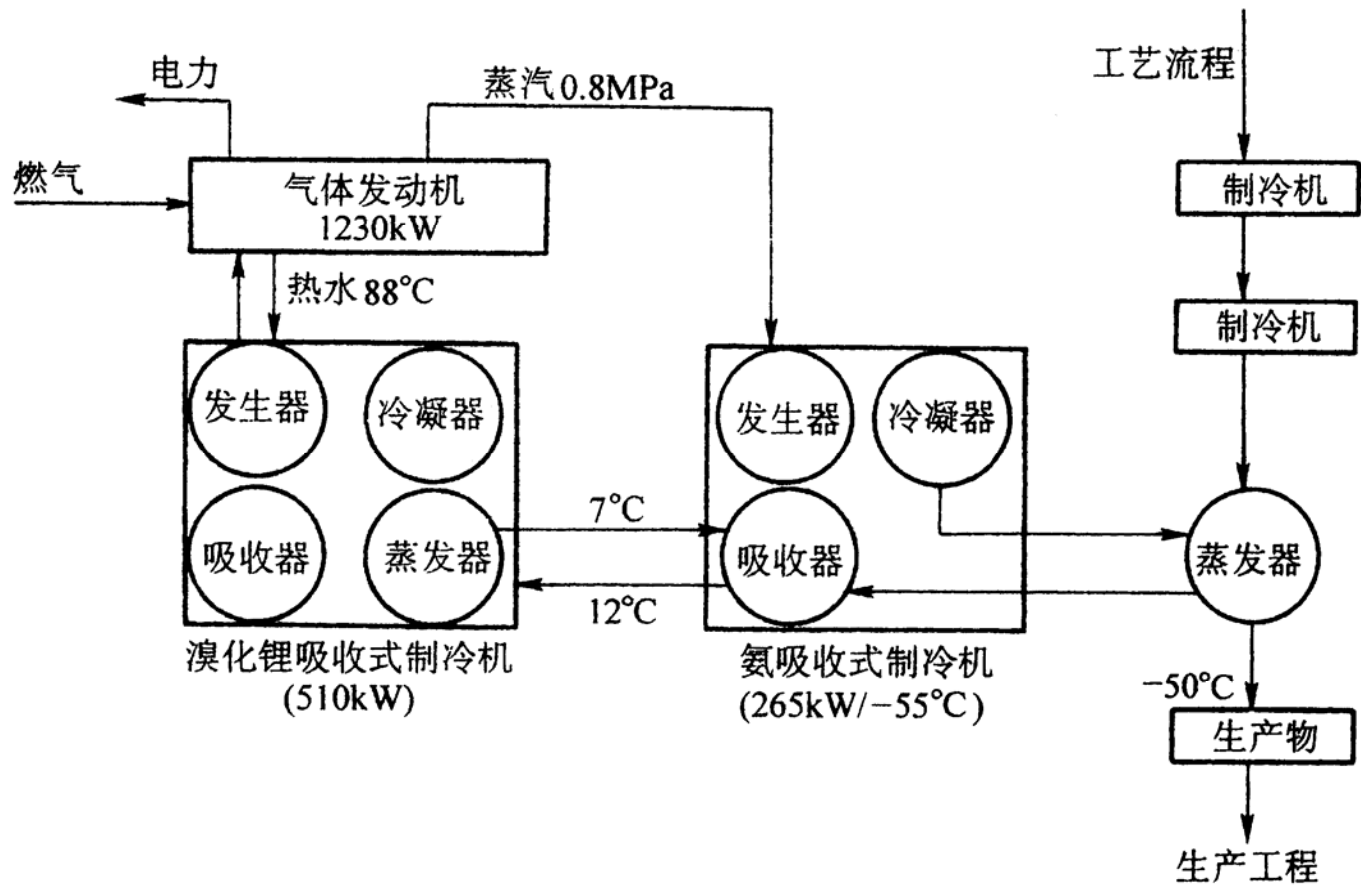 电力
蒸汽 0.8MPa
工艺流程
燃气
气体发动机
1230kW
制冷机
热水 88°C
制冷机
发生器
冷凝器
发生器
冷凝器
7°C
吸收器
蒸发器
吸收器
蒸发器
12°C
溴化锂吸收式制冷机
(510kW)
氨吸收式制冷机
(265kW/−55°C)
−50°C
生产物
生产工程